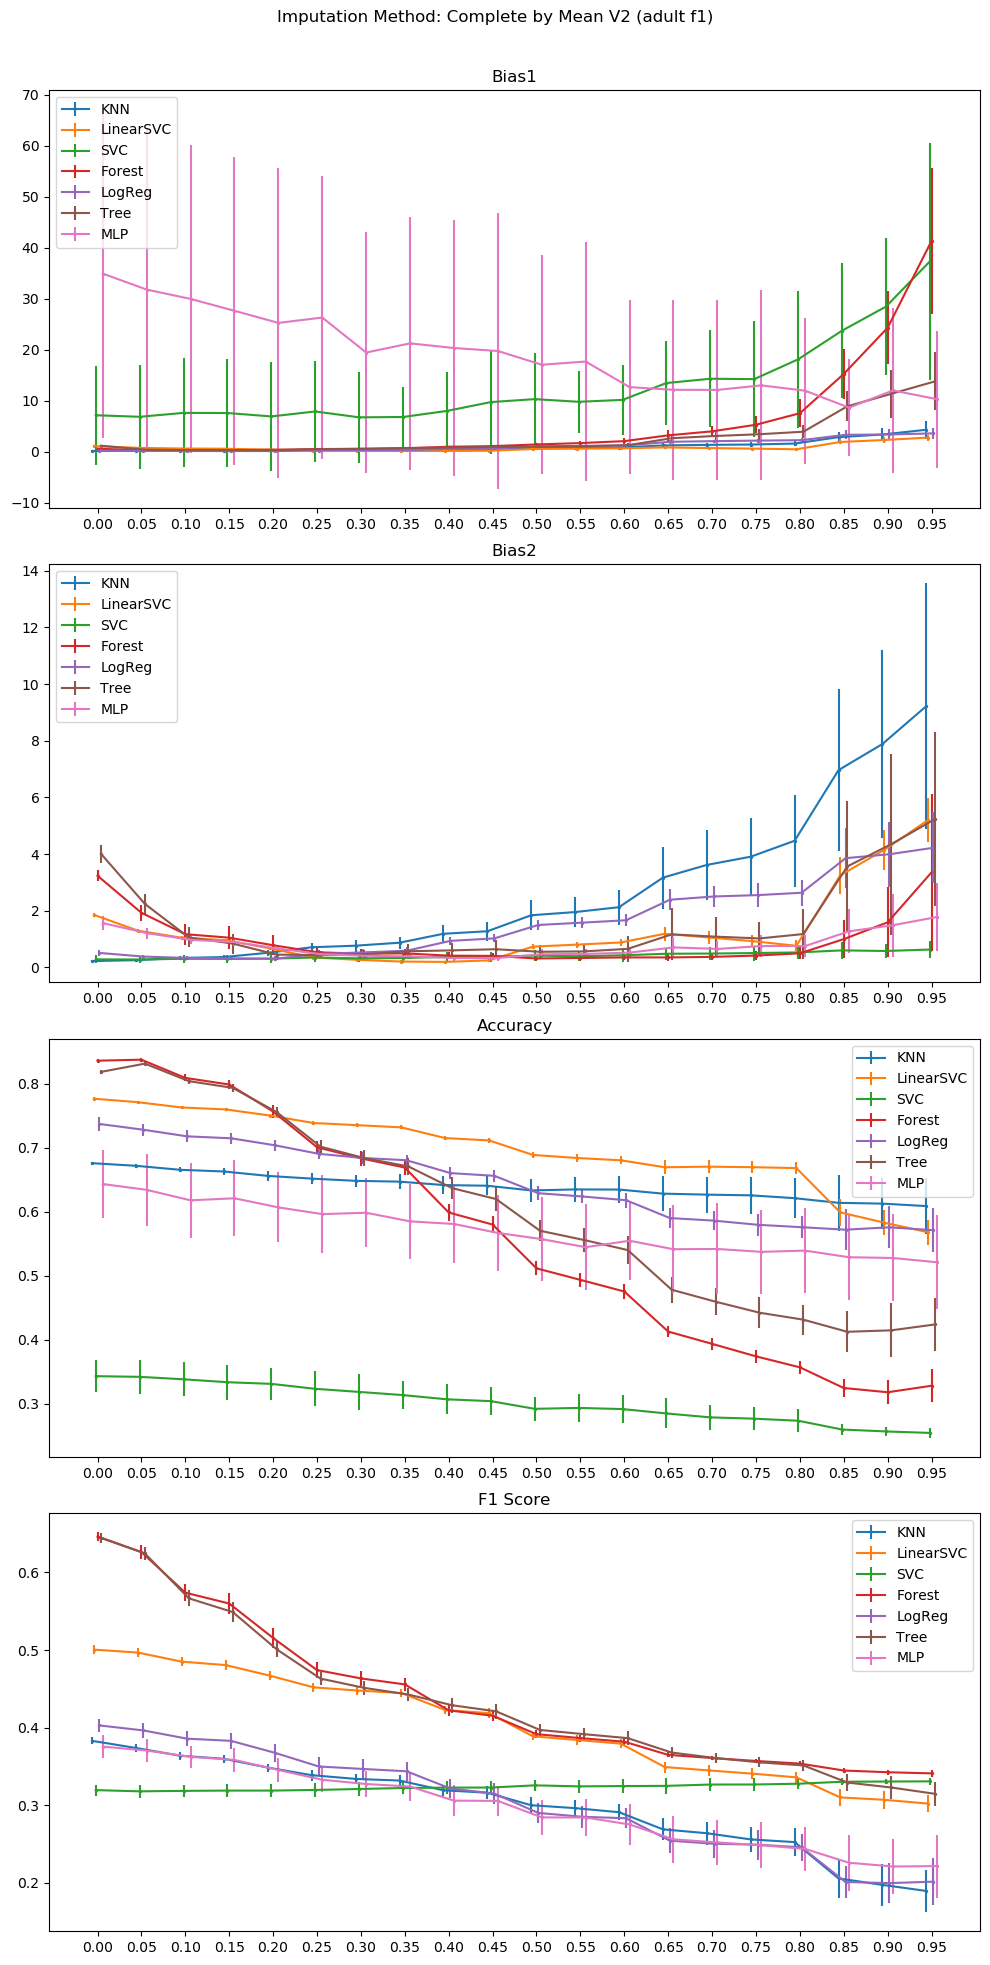 Imputation Method: Complete by Mean V2 (adult f1)
Bias1
70
60
50
40
30
20
10
0
−10
KNN
LinearSVC
SVC
Forest
LogReg
Tree
MLP
0.00 0.05 0.10 0.15 0.20 0.25 0.30 0.35 0.40 0.45 0.50 0.55 0.60 0.65 0.70 0.75 0.80 0.85 0.90 0.95
Bias2
14
12
10
8
6
4
2
0
KNN
LinearSVC
SVC
Forest
LogReg
Tree
MLP
0.00 0.05 0.10 0.15 0.20 0.25 0.30 0.35 0.40 0.45 0.50 0.55 0.60 0.65 0.70 0.75 0.80 0.85 0.90 0.95
Accuracy
0.8
0.7
0.6
0.5
0.4
0.3
KNN
LinearSVC
SVC
Forest
LogReg
Tree
MLP
0.00 0.05 0.10 0.15 0.20 0.25 0.30 0.35 0.40 0.45 0.50 0.55 0.60 0.65 0.70 0.75 0.80 0.85 0.90 0.95
F1 Score
0.6
0.5
0.4
0.3
0.2
KNN
LinearSVC
SVC
Forest
LogReg
Tree
MLP
0.00 0.05 0.10 0.15 0.20 0.25 0.30 0.35 0.40 0.45 0.50 0.55 0.60 0.65 0.70 0.75 0.80 0.85 0.90 0.95